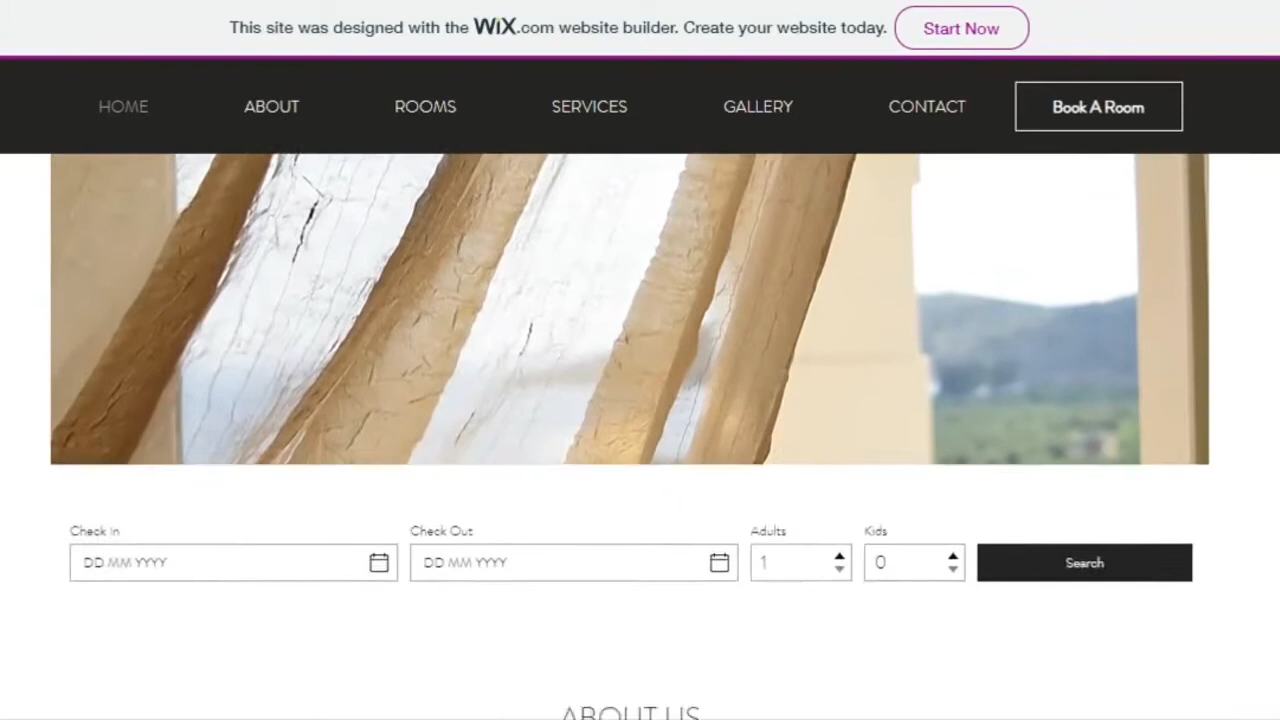 This site was designed with the WiX.com website builder. Create your website today. Start Now
HOME ABOUT ROOMS SERVICES GALLERY CONTACT Book A Room
Check In Check Out Adults Kids
DD MM YYYY DD MM YYYY 1 0 Search
ABOUT US